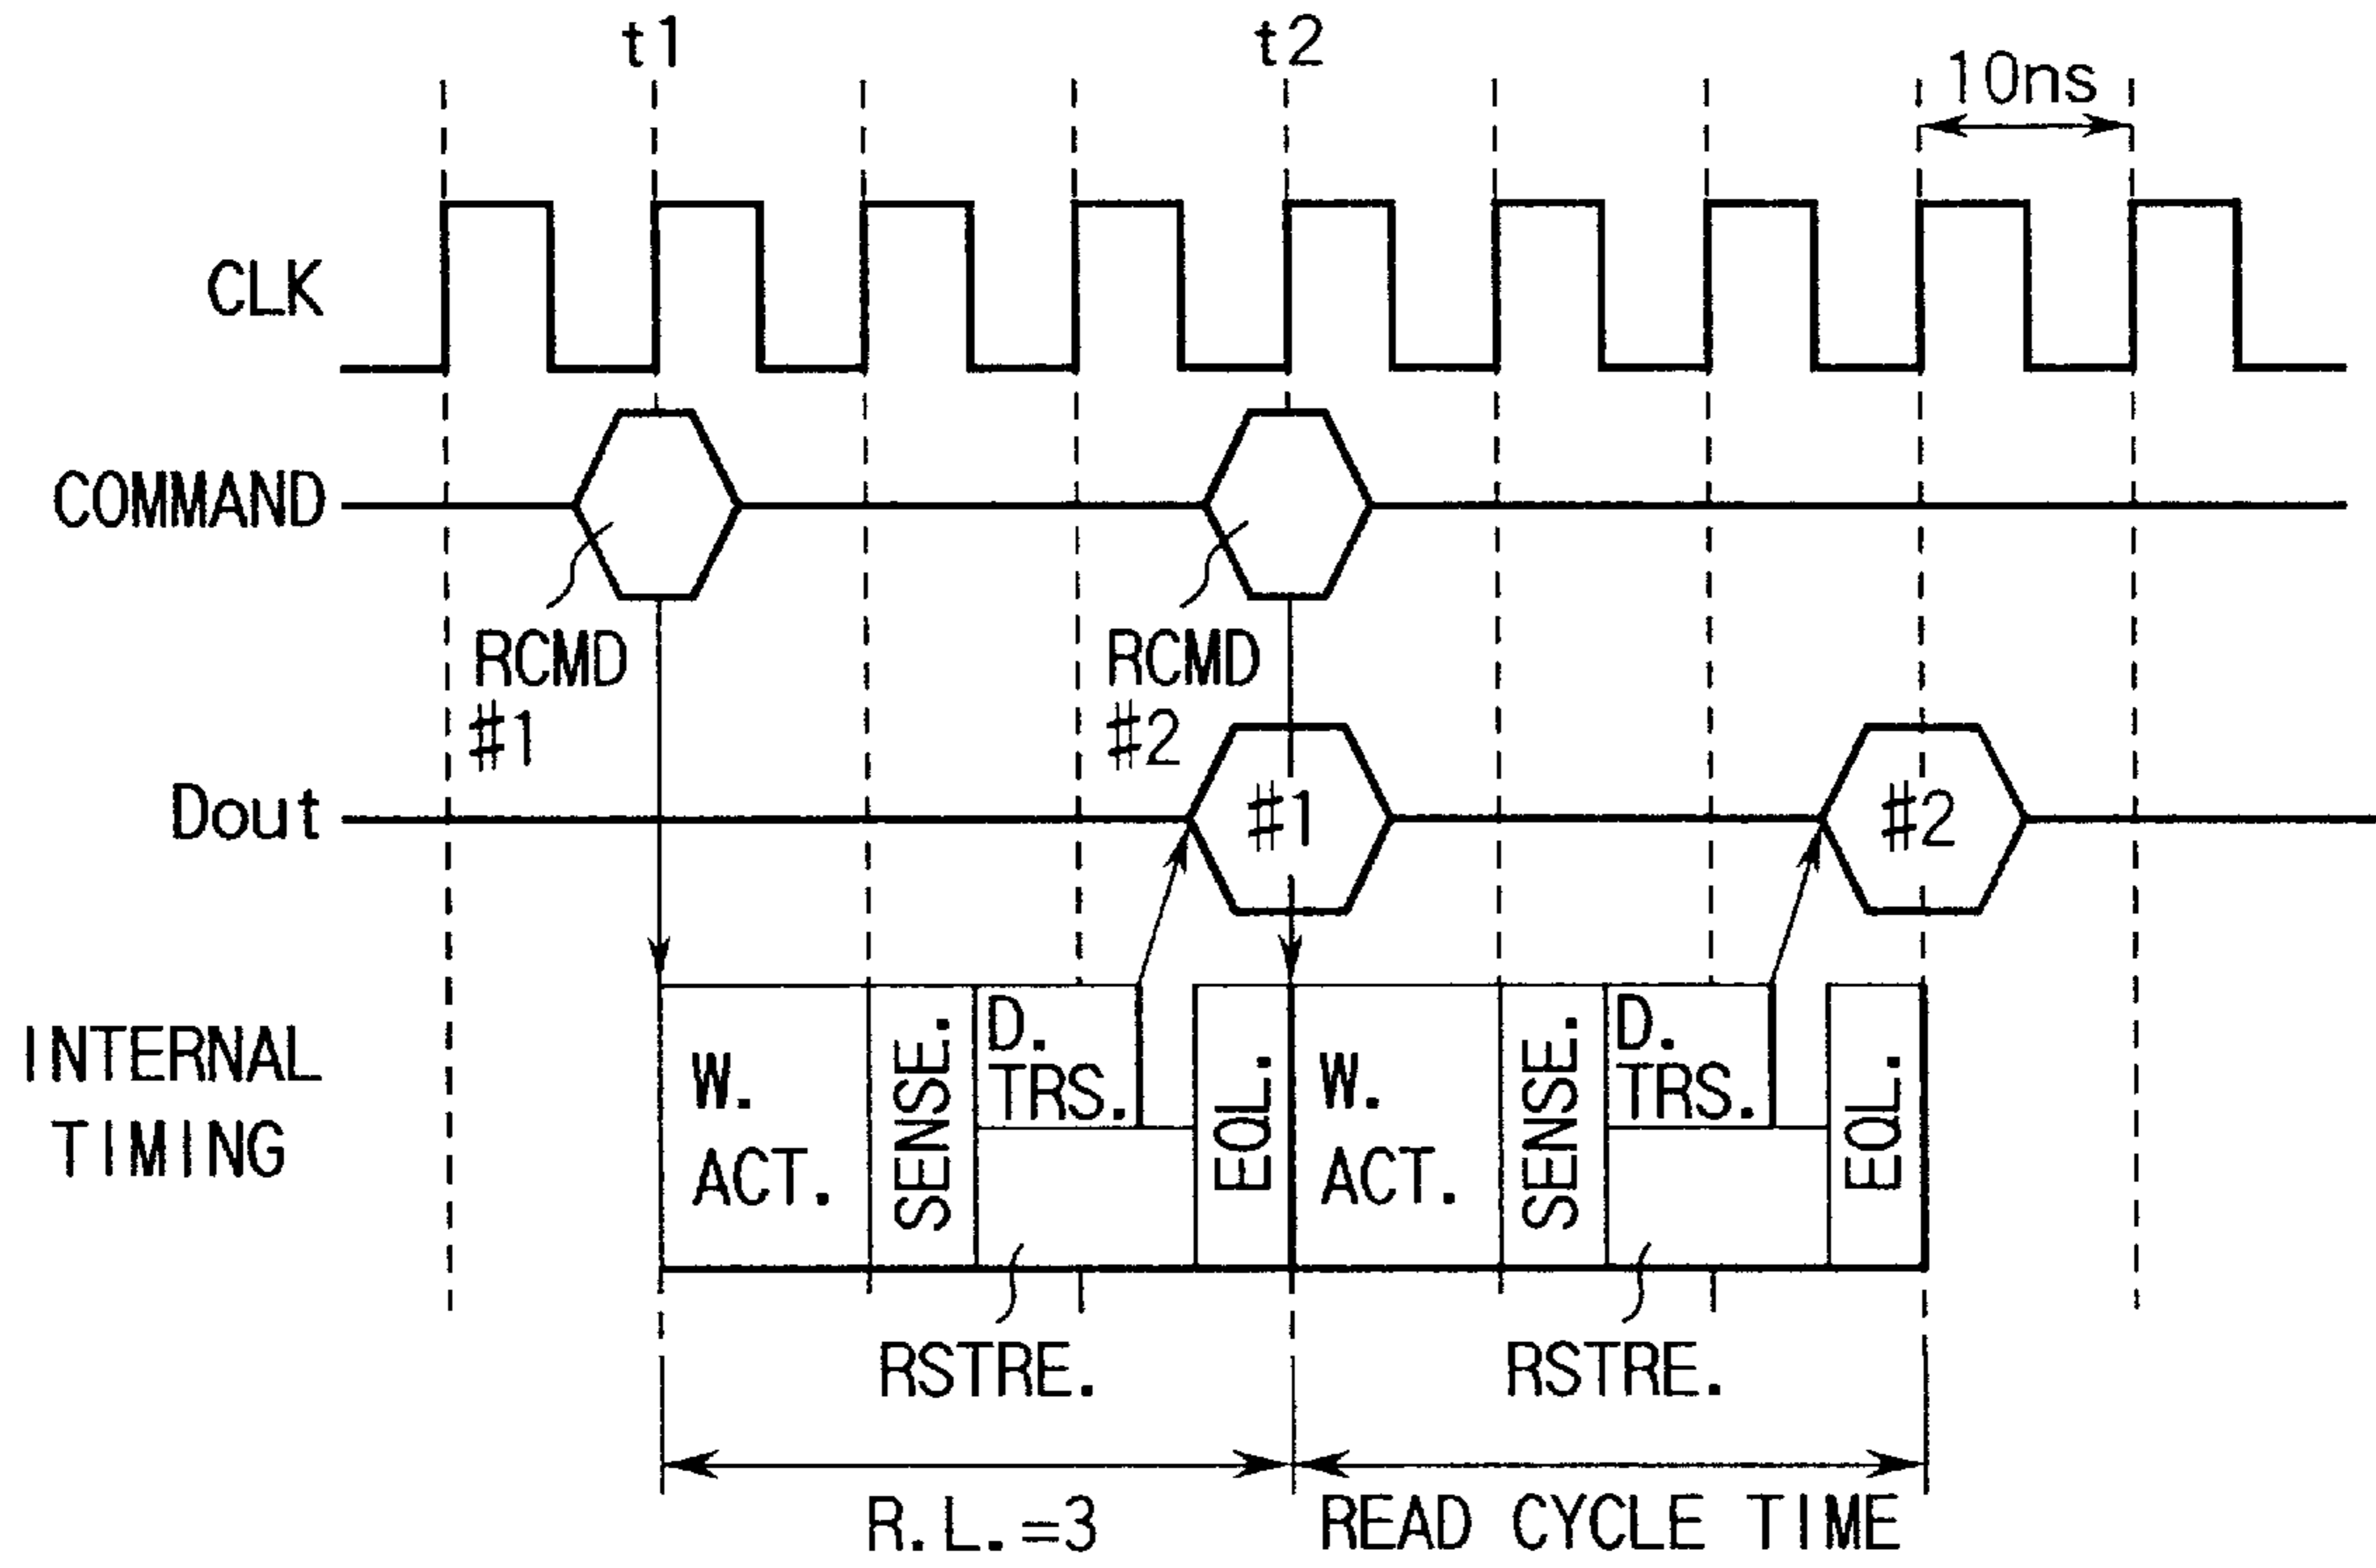 t1
t2
10ns
CLK
COMMAND
RCMD
#1
RCMD
#2
Dout
#1
#2
INTERNAL
TIMING
W.
ACT.
SENSE.
D.
TRS.
EQL.
W.
ACT.
SENSE.
D.
TRS.
EQL.
RSTRE.
RSTRE.
R.L.=3
READ CYCLE TIME